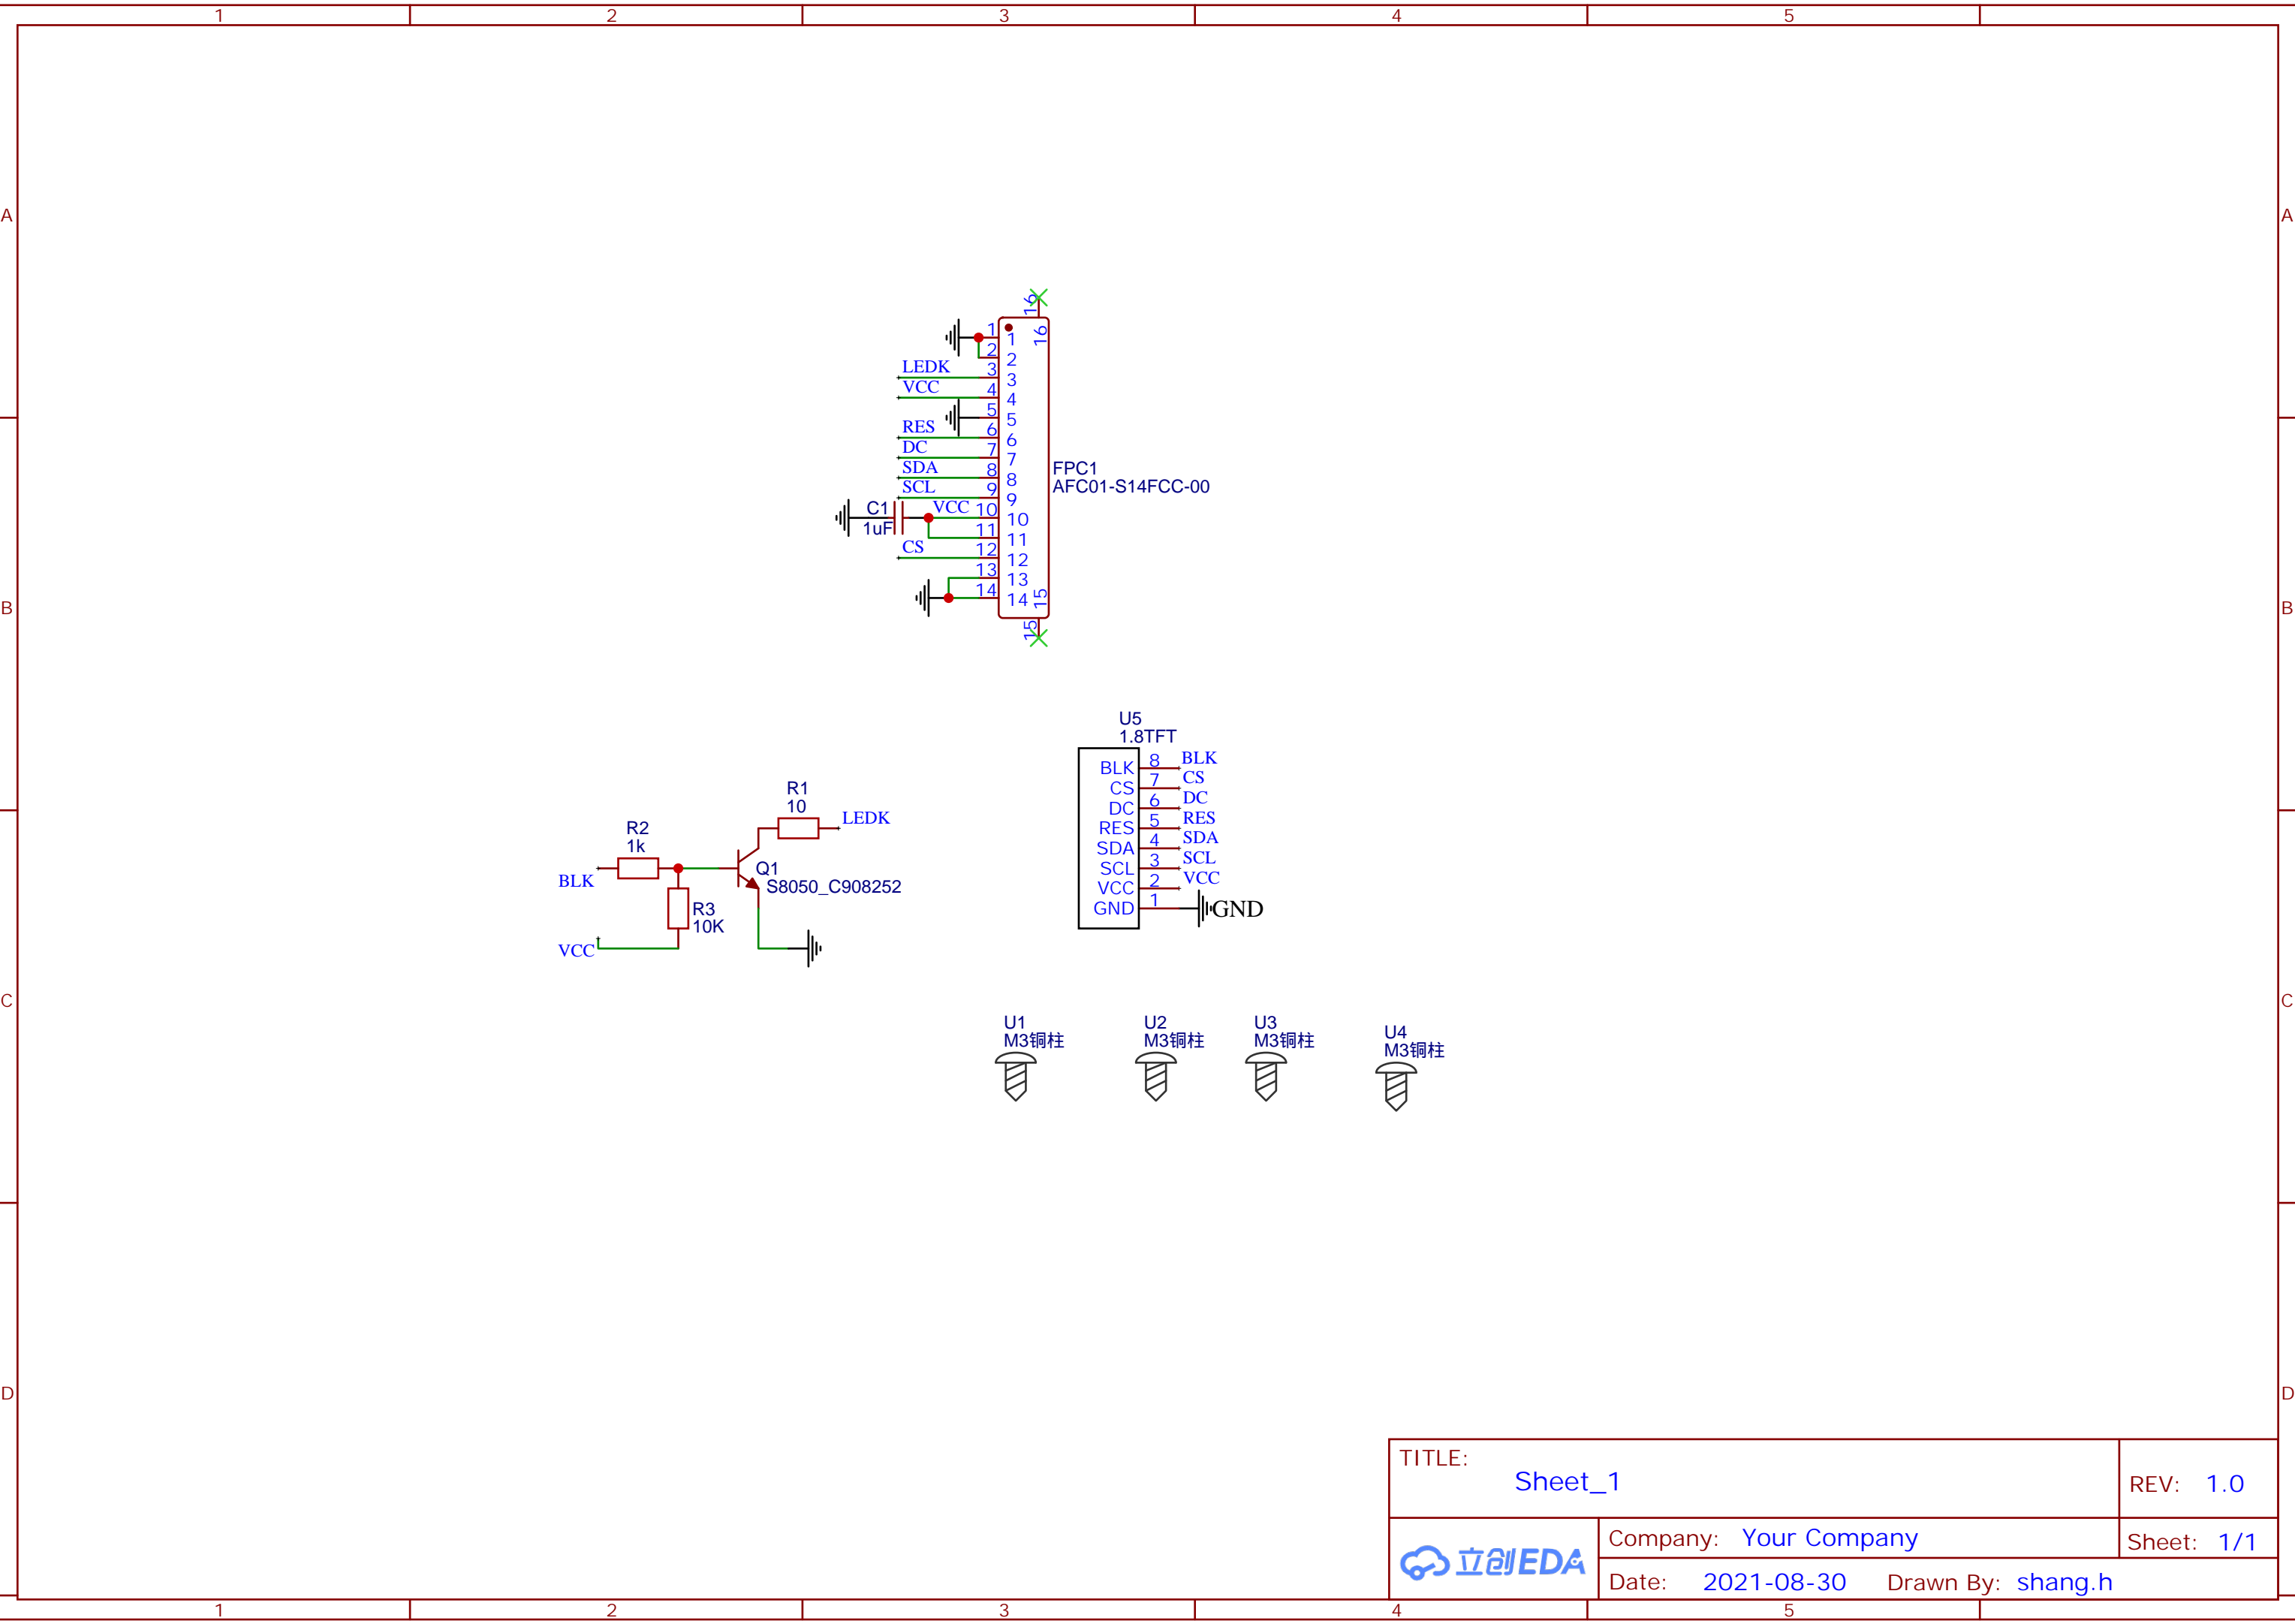 1 2 3 4 5
A A
16
16
1 1
2 2
LEDK 3 3
VCC 4 4
5 5
RES 6 6
DC 7 7
SDA 8 8
SCL 9 9
FPC1
AFC01-S14FCC-00
C1 VCC 10 10
1uF 11 11
CS 12 12
13 13
14 14
15
15
B B
U5
1.8TFT
BLK 8 BLK
CS 7 CS
DC 6 DC
RES 5 RES
SDA 4 SDA
SCL 3 SCL
VCC 2 VCC
GND 1 GND
R1
10
LEDK
R2
1k
BLK
Q1
S8050_C908252
R3
10K
VCC
C C
U1
M3铜柱
U2
M3铜柱
U3
M3铜柱
U4
M3铜柱
D D
TITLE:
Sheet_1
REV: 1.0
立创EDA
Company: Your Company
Sheet: 1/1
Date: 2021-08-30 Drawn By: shang.h
1 2 3 4 5